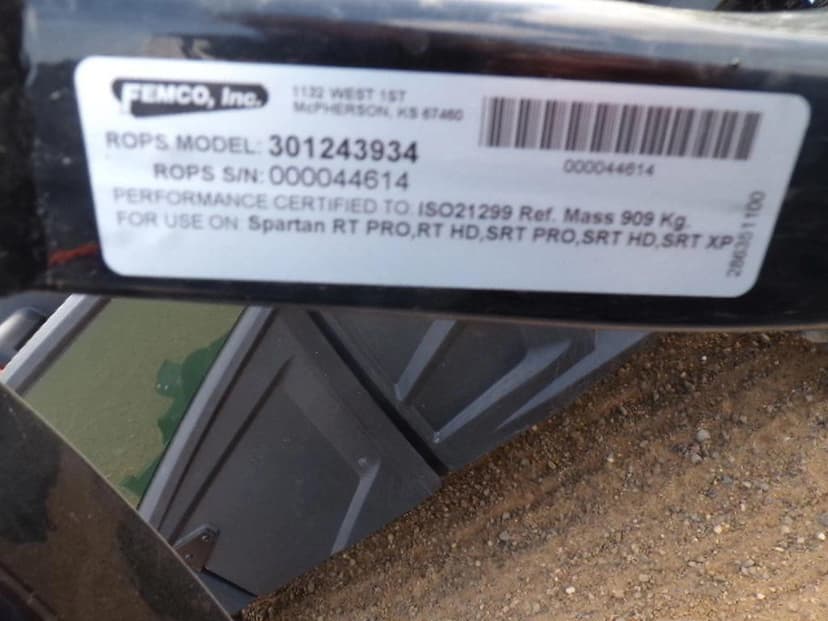 FEMCO, Inc.
1132 WEST 1ST
McPHERSON, KS 67460
ROPS MODEL: 301243934
ROPS S/N: 000044614
PERFORMANCE CERTIFIED TO: ISO21299 Ref. Mass 909 Kg.
FOR USE ON: Spartan RT PRO,RT HD,SRT PRO,SRT HD,SRT XP
000044614